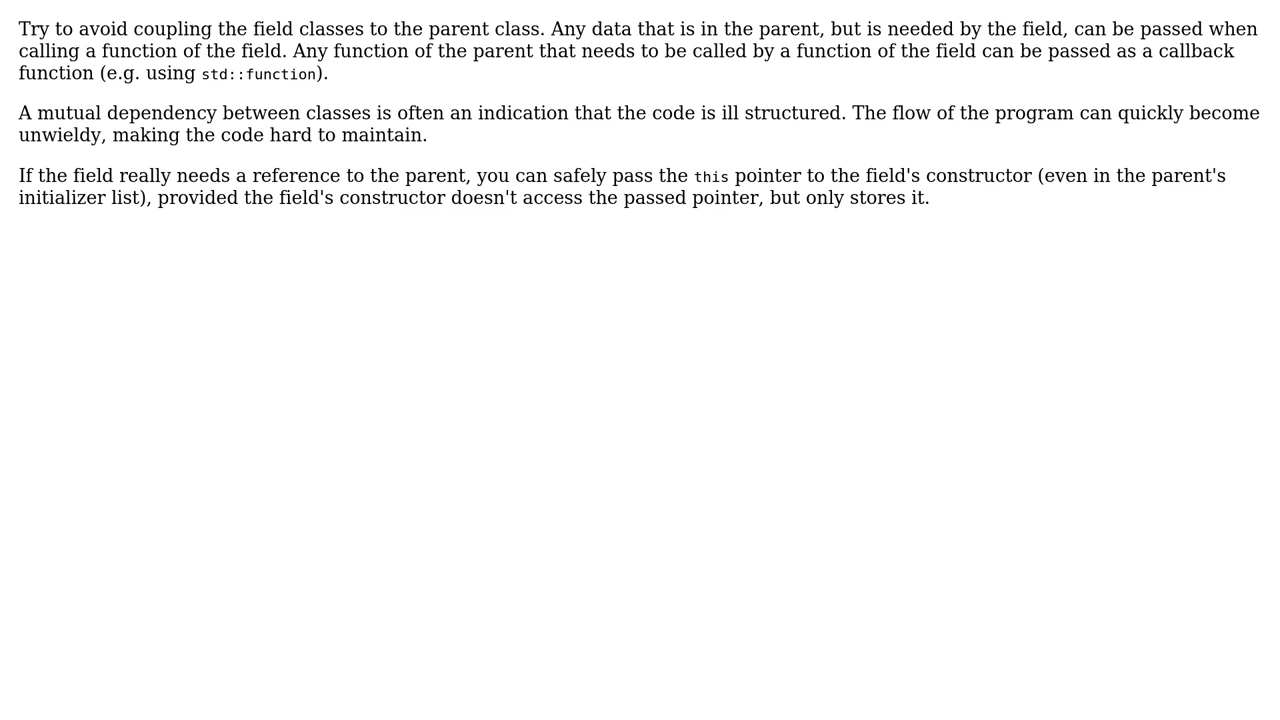 Try to avoid coupling the field classes to the parent class. Any data that is in the parent, but is needed by the field, can be passed when
calling a function of the field. Any function of the parent that needs to be called by a function of the field can be passed as a callback
function (e.g. using std::function).
A mutual dependency between classes is often an indication that the code is ill structured. The flow of the program can quickly become
unwieldy, making the code hard to maintain.
If the field really needs a reference to the parent, you can safely pass the this pointer to the field's constructor (even in the parent's
initializer list), provided the field's constructor doesn't access the passed pointer, but only stores it.